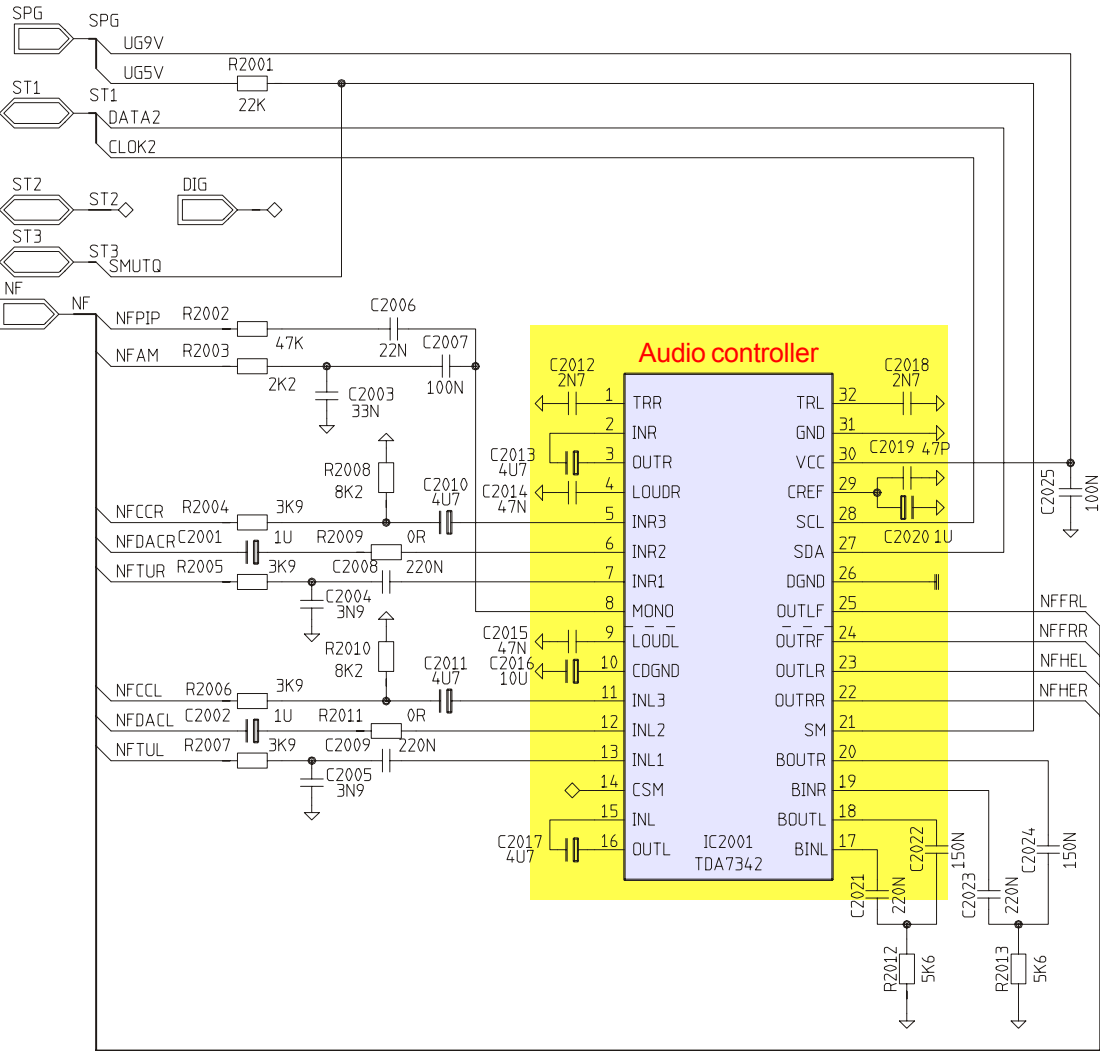 SPG SPG
UG9V
UG5V R2001
22K
ST1 ST1
DATA2
CLOK2
ST2 ST2 DIG
ST3 ST3
SMUTQ
NF NF
NFPIP R2002 47K C2006 22N
NFAM R2003 2K2 C2007 100N
C2003 33N
R2008 8K2
C2010 4U7
NFCCR R2004 3K9
NFDACR C2001 1U R2009 0R
NFTUR R2005 3K9 C2008 220N
C2004 3N9
R2010 8K2
C2011 4U7
NFCCL R2006 3K9
NFDACL C2002 1U R2011 0R
NFTUL R2007 3K9 C2009 220N
C2005 3N9
Audio controller
C2012 2N7
C2018 2N7
1 TRR TRL 32
2 INR GND 31
C2013 4U7
C2019 47P
3 OUTR VCC 30
C2014 47N
4 LOUDR CREF 29
5 INR3 SCL 28
C2020 1U
6 INR2 SDA 27
7 INR1 DGND 26
8 MONO OUTLF 25
C2015 47N
9 LOUDL OUTRF 24
C2016 10U
10 CDGND OUTLR 23
11 INL3 OUTRR 22
12 INL2 SM 21
13 INL1 BOUTR 20
14 CSM BINR 19
15 INL BOUTL 18
C2017 4U7
16 OUTL BINL 17
IC2001
TDA7342
C2025 100N
NFFRL
NFFRR
NFHEL
NFHER
C2021 220N
C2022 150N
C2023 220N
C2024 150N
R2012 5K6
R2013 5K6